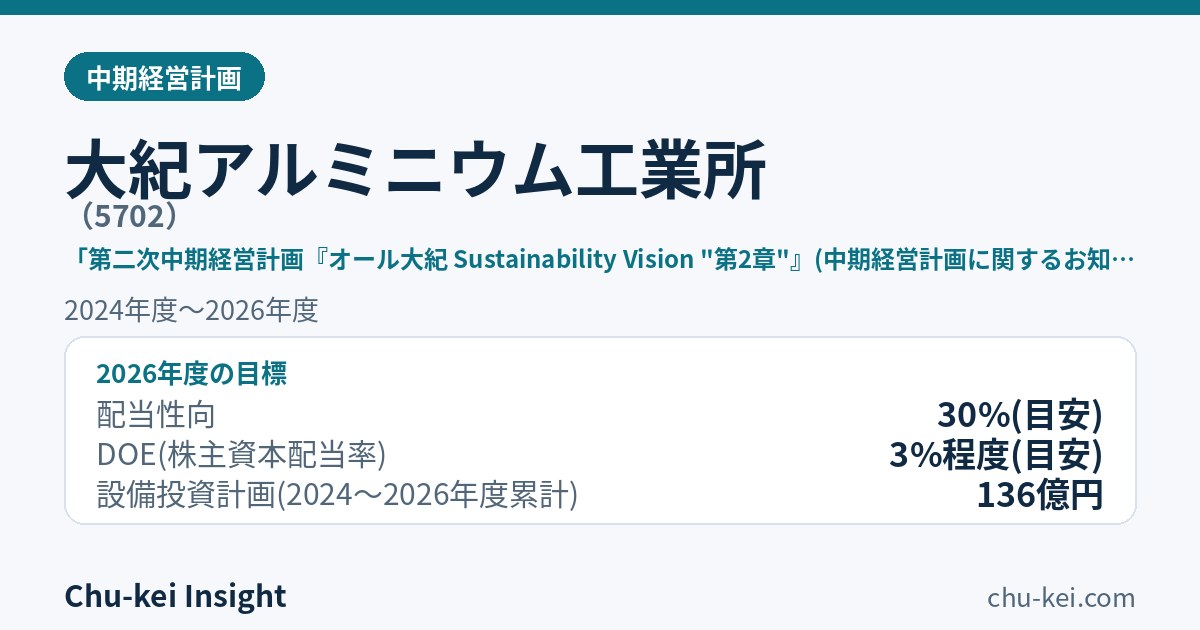 中期経営計画
大紀アルミニウム工業所
（5702）
「第二次中期経営計画『オール大紀 Sustainability Vision "第2章"』(中期経営計画に関するお知…
2024年度～2026年度
2026年度の目標
配当性向 30%(目安)
DOE(株主資本配当率) 3%程度(目安)
設備投資計画(2024～2026年度累計) 136億円
Chu-kei Insight chu-kei.com